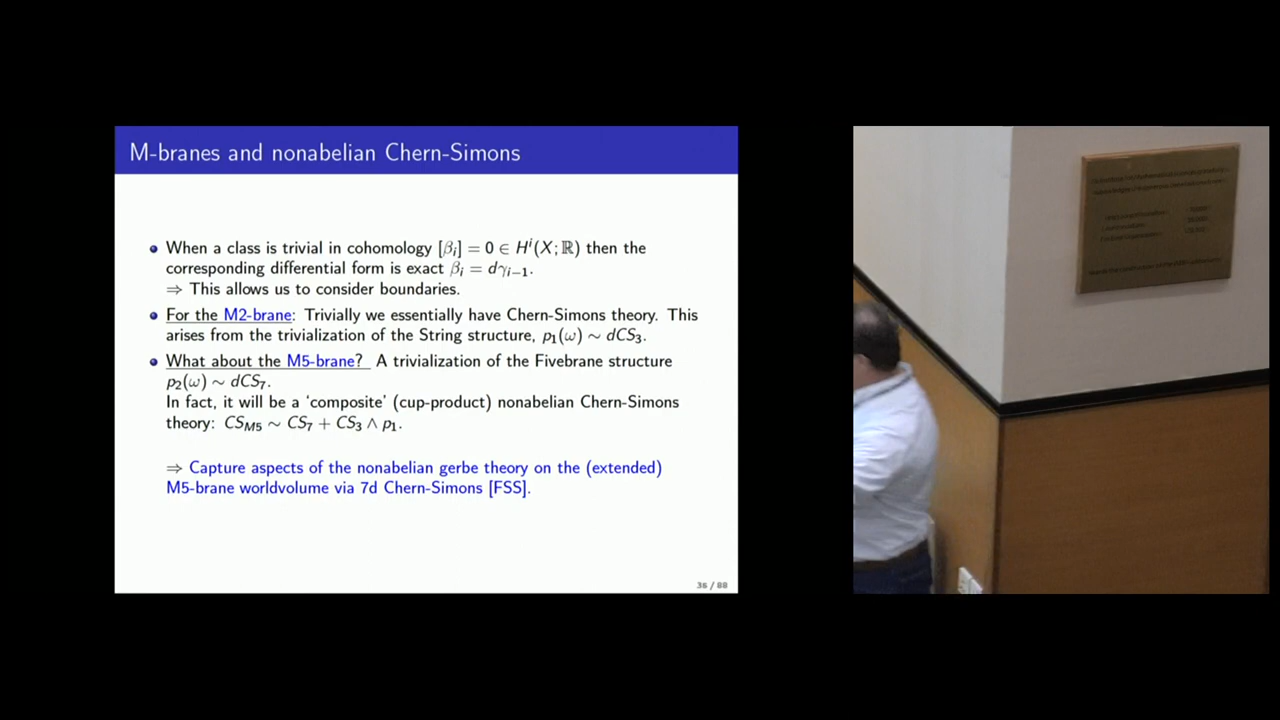 M-branes and nonabelian Chern-Simons
• When a class is trivial in cohomology [βᵢ] = 0 ∈ Hⁱ(X; ℝ) then the
corresponding differential form is exact βᵢ = dγᵢ₋₁.
⇒ This allows us to consider boundaries.
• For the M2-brane: Trivially we essentially have Chern-Simons theory. This
arises from the trivialization of the String structure, p₁(ω) ∼ dCS₃.
• What about the M5-brane? A trivialization of the Fivebrane structure
p₂(ω) ∼ dCS₇.
In fact, it will be a ‘composite’ (cup-product) nonabelian Chern-Simons
theory: CS_M5 ∼ CS₇ + CS₃ ∧ p₁.
⇒ Capture aspects of the nonabelian gerbe theory on the (extended)
M5-brane worldvolume via 7d Chern-Simons [FSS].
36 / 88